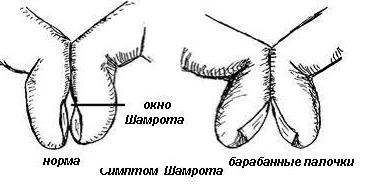 окно
Шамрота
норма
барабанные палочки
Симптом Шамрота